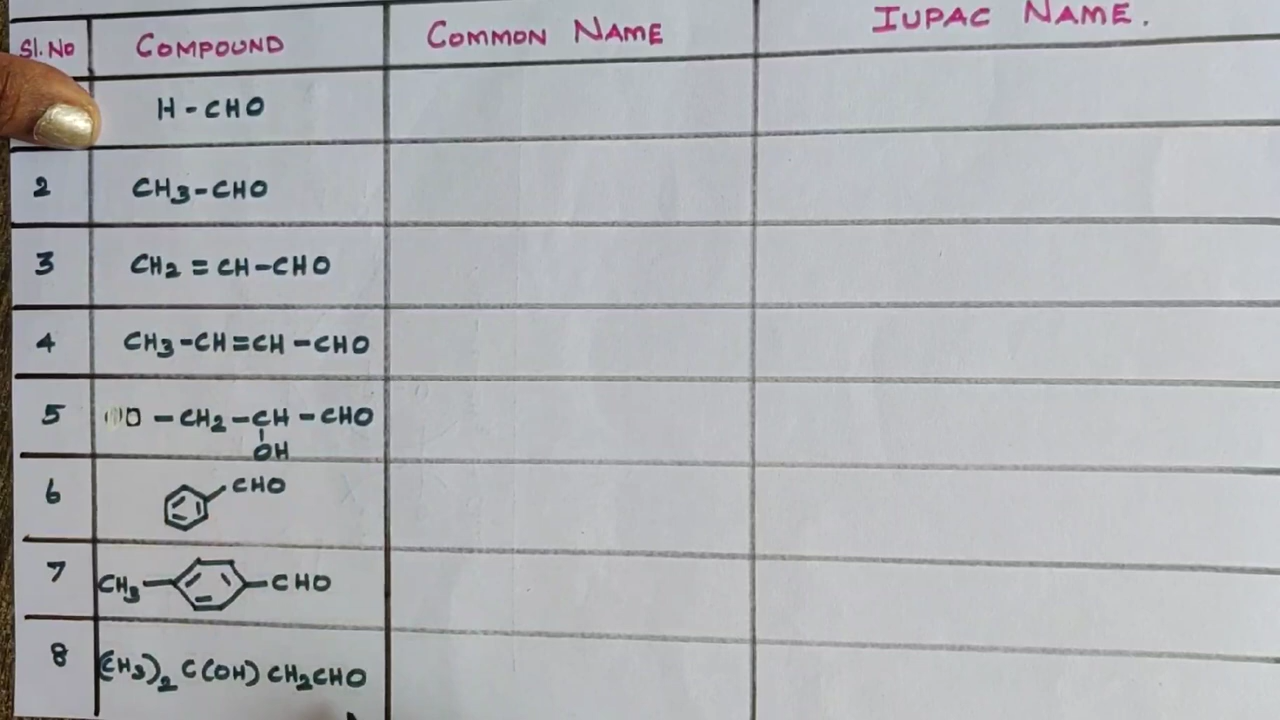 Sl. No COMPOUND COMMON NAME IUPAC NAME.
H - CHO
2 CH3-CHO
3 CH2 = CH-CHO
4 CH3-CH=CH-CHO
5 O - CH2 - CH - CHO
OH
6 CHO
7 CH3 CHO
8 (CH3)2 C(OH) CH2CHO